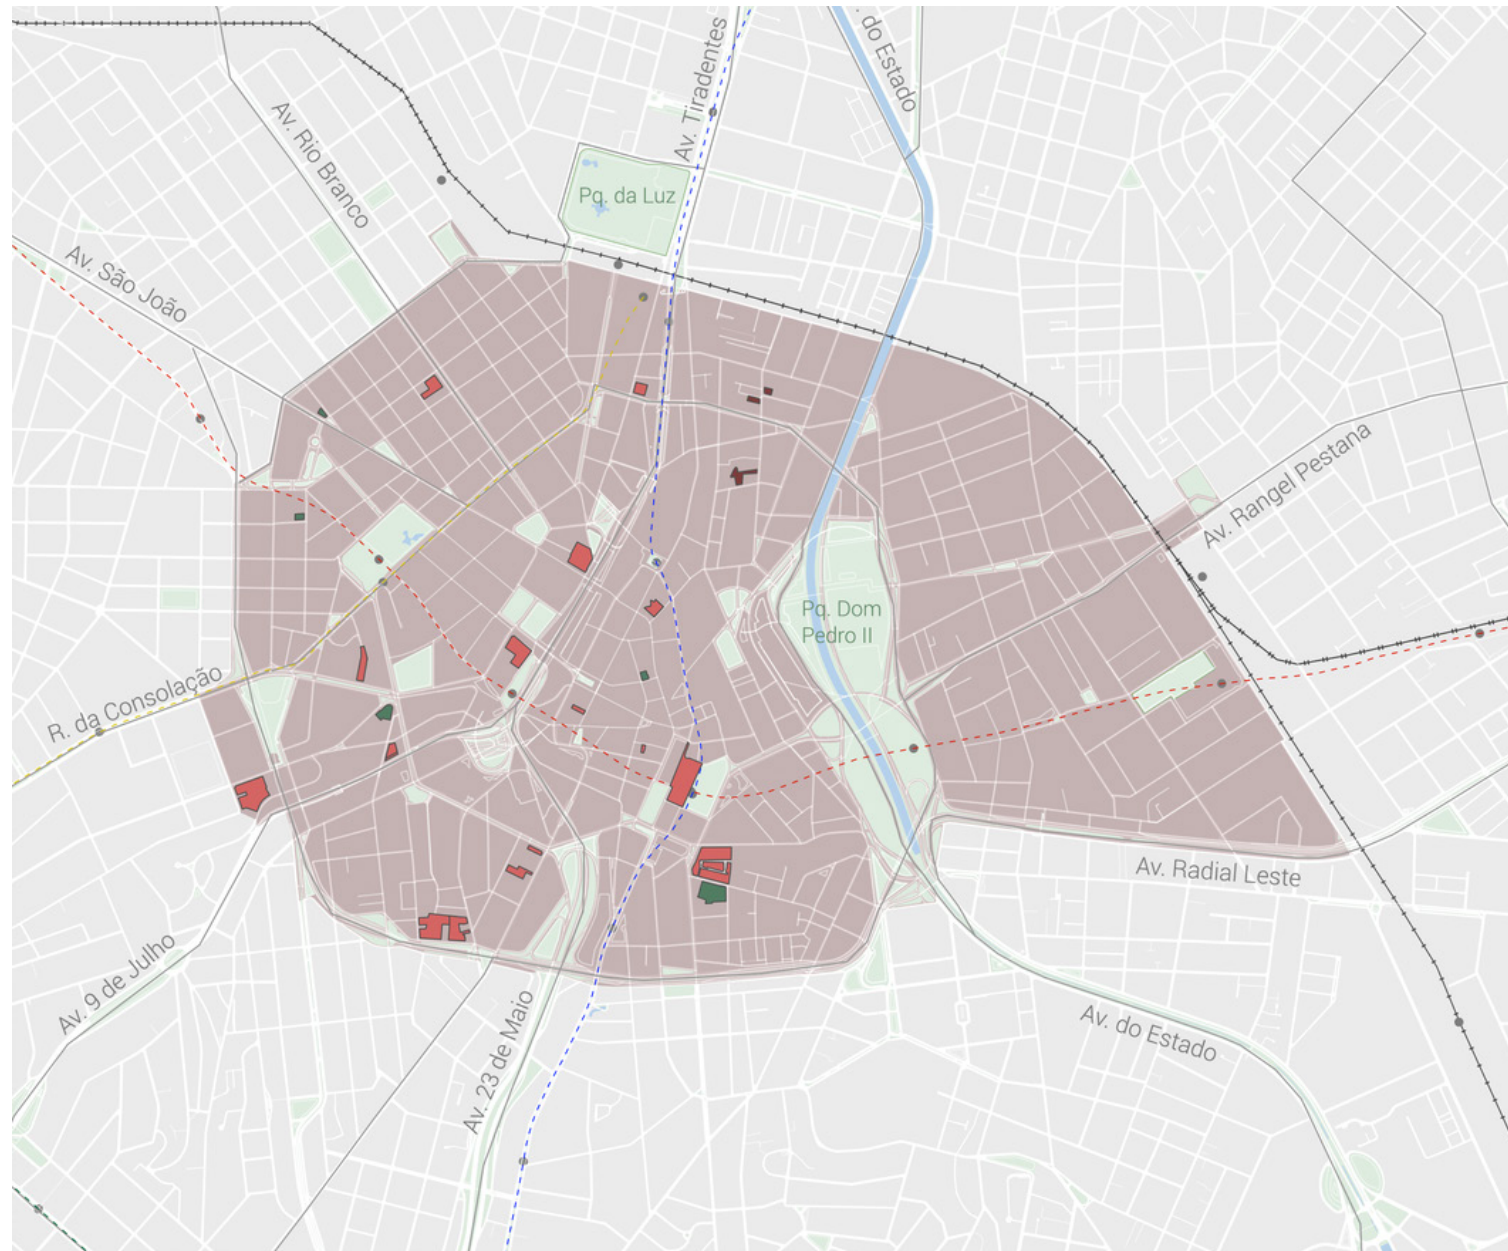 . do Estado
Av. Tiradentes
Av. Rio Branco
Pq. da Luz
Av. São João
Av. Rangel Pestana
Pq. Dom
Pedro II
R. da Consolação
Av. Radial Leste
Av. 9 de Julho
Av. 23 de Maio
Av. do Estado